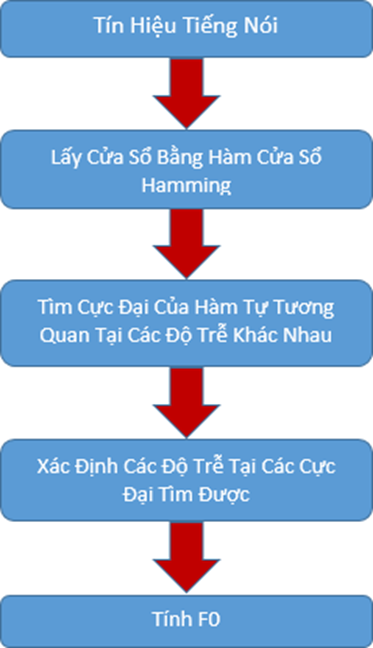 Tín Hiệu Tiếng Nói
Lấy Cửa Sổ Bằng Hàm Cửa Sổ
Hamming
Tìm Cực Đại Của Hàm Tự Tương
Quan Tại Các Độ Trễ Khác Nhau
Xác Định Các Độ Trễ Tại Các Cực
Đại Tìm Được
Tính F0